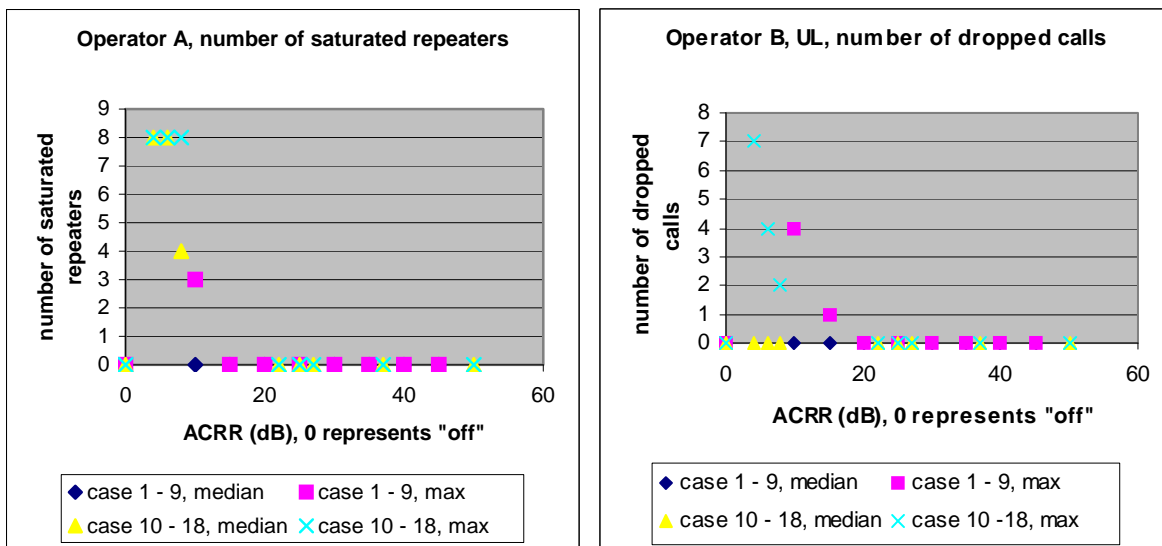 Operator A, number of saturated repeaters
number of saturated
repeaters
9
8
7
6
5
4
3
2
1
0
0 20 40 60
ACRR (dB), 0 represents "off"
case 1 - 9, median case 1 - 9, max
case 10 - 18, median case 10 - 18, max
Operator B, UL, number of dropped calls
number of dropped
calls
8
7
6
5
4
3
2
1
0
0 20 40 60
ACRR (dB), 0 represents "off"
case 1 - 9, median case 1 - 9, max
case 10 - 18, median case 10 -18, max